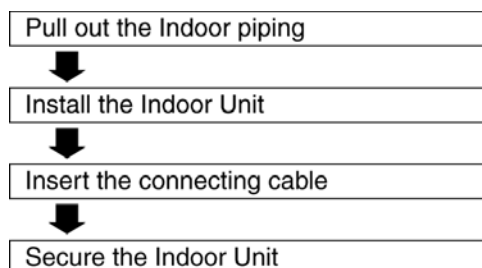 Pull out the Indoor piping
Install the Indoor Unit
Insert the connecting cable
Secure the Indoor Unit